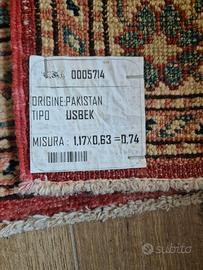 0005714
ORIGINE,PAKISTAN
TIPO USBEK
MISURA : 1,17X0,63 =0,74
subito